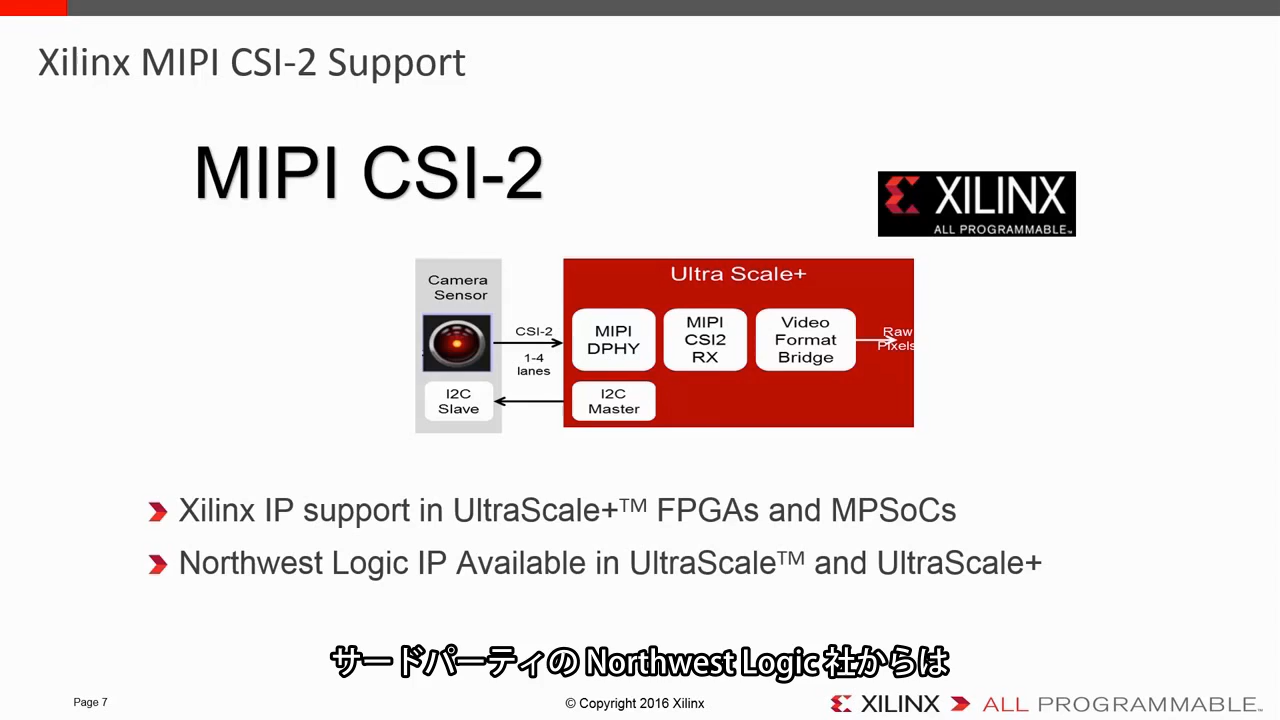 Xilinx MIPI CSI-2 Support
MIPI CSI-2
XILINX
ALL PROGRAMMABLE™
Camera
Sensor
I2C
Slave
CSI-2
1-4
lanes
Ultra Scale+
MIPI
DPHY
MIPI
CSI2
RX
Video
Format
Bridge
Raw
Pixels
I2C
Master
Xilinx IP support in UltraScale+™ FPGAs and MPSoCs
Northwest Logic IP Available in UltraScale™ and UltraScale+
サードパーティの Northwest Logic 社からは
Page 7
© Copyright 2016 Xilinx
XILINX ALL PROGRAMMABLE™